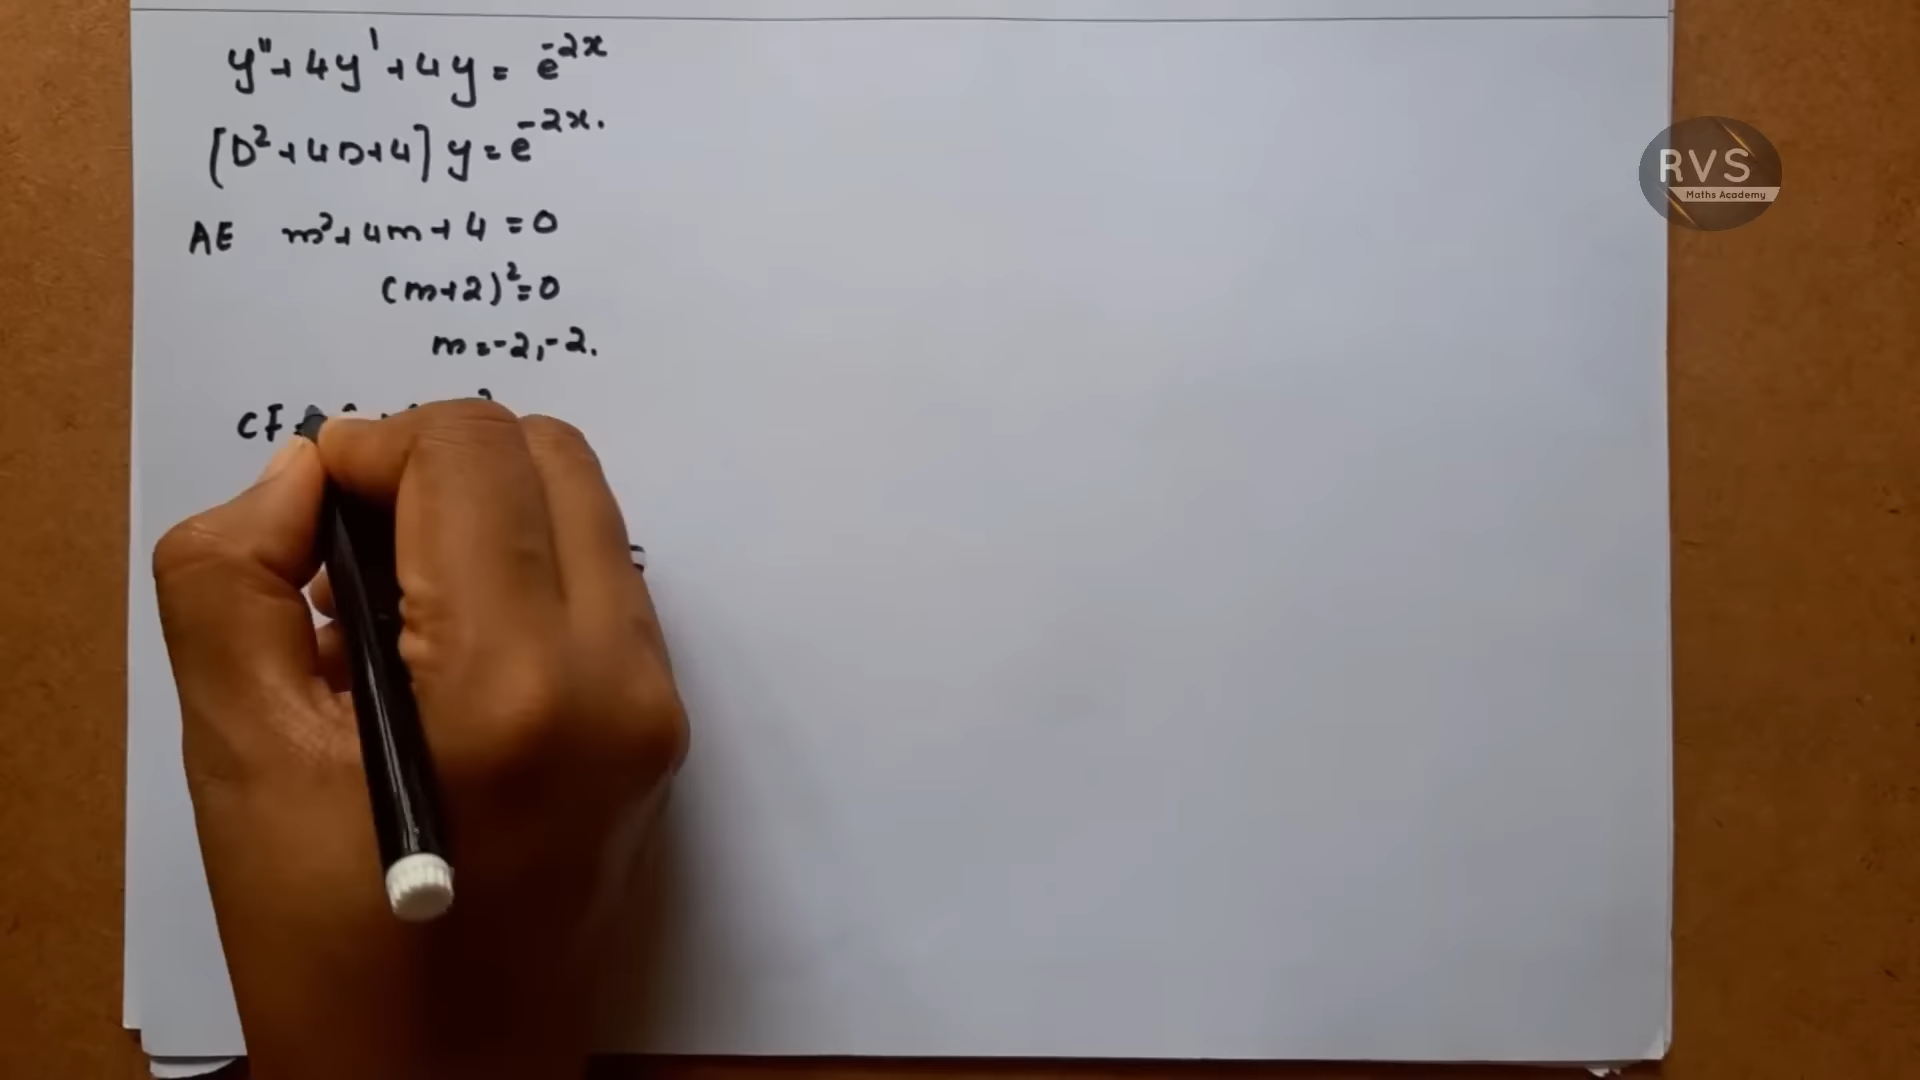 y"+4y'+4y = e^-2x
[D²+4D+4] y = e^-2x.
AE m²+4m+4 = 0
(m+2)²=0
m=-2,-2.
CF
RVS
Maths Academy